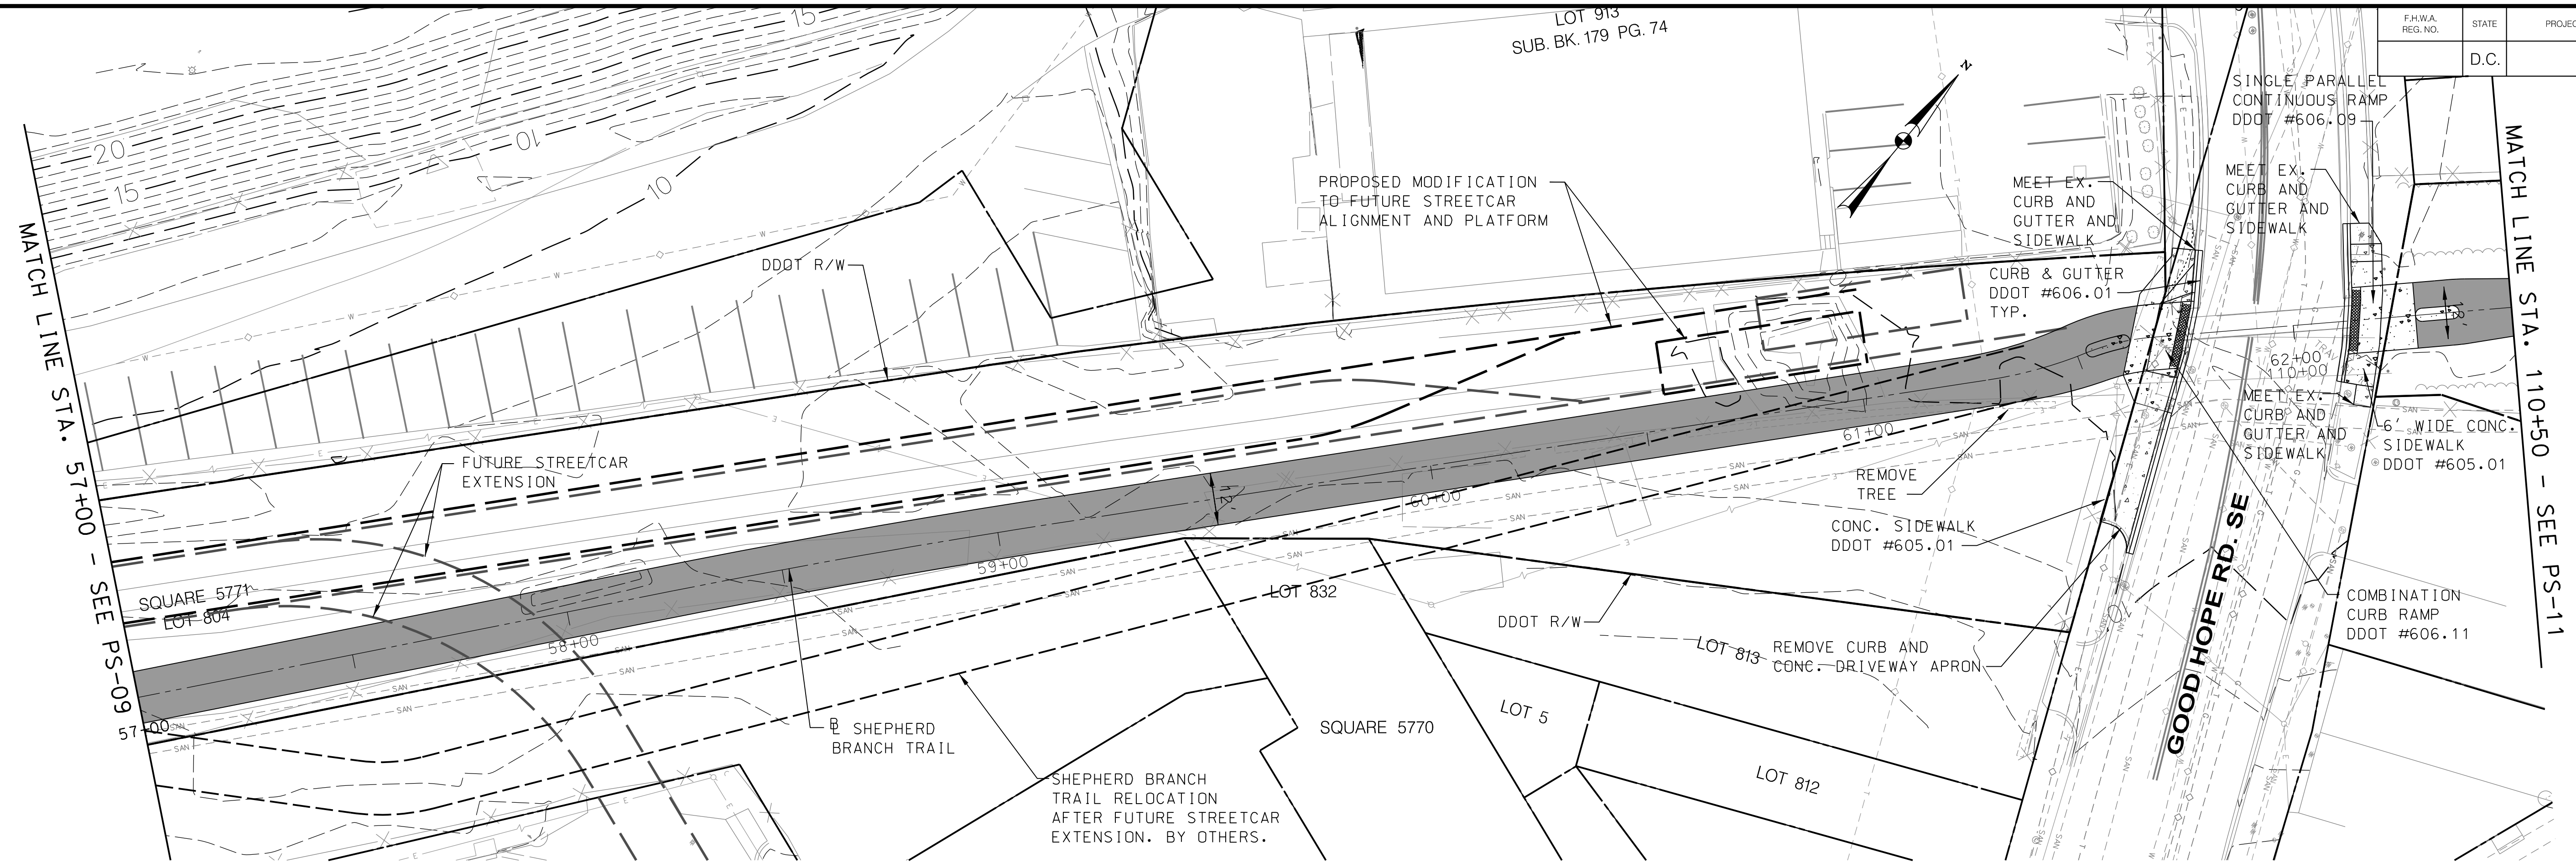 F.H.W.A.
REG. NO.
STATE
D.C.
LOT 913
SUB. BK. 179 PG. 74
N
15
20
15
10
10
MATCH LINE STA. 57+00 - SEE PS-09
MATCH LINE STA. 110+50 - SEE PS-11
SINGLE PARALLEL
CONTINUOUS RAMP
DDOT #606.09
MEET EX.
CURB AND
GUTTER AND
SIDEWALK
MEET EX.
CURB AND
GUTTER AND
SIDEWALK
PROPOSED MODIFICATION
TO FUTURE STREETCAR
ALIGNMENT AND PLATFORM
DDOT R/W
CURB & GUTTER
DDOT #606.01
TYP.
62+00
110+00
MEET EX.
CURB AND
GUTTER AND
SIDEWALK
6' WIDE CONC.
SIDEWALK
DDOT #605.01
FUTURE STREETCAR
EXTENSION
61+00
REMOVE
TREE
12'
60+00
CONC. SIDEWALK
DDOT #605.01
59+00
SQUARE 5771
LOT 804
58+00
57+00
LOT 832
DDOT R/W
LOT 813
REMOVE CURB AND
CONC. DRIVEWAY APRON
COMBINATION
CURB RAMP
DDOT #606.11
GOOD HOPE RD. SE
SHEPHERD
BRANCH TRAIL
SQUARE 5770
LOT 5
LOT 812
SHEPHERD BRANCH
TRAIL RELOCATION
AFTER FUTURE STREETCAR
EXTENSION. BY OTHERS.